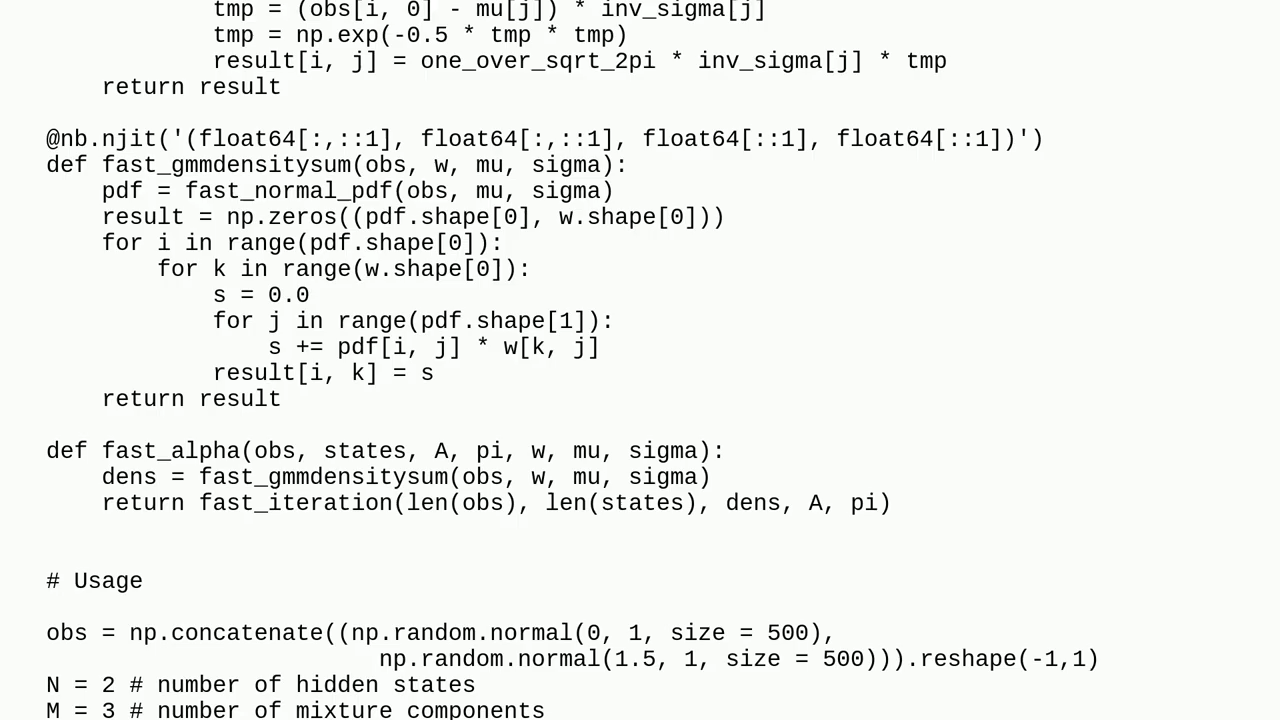 tmp = (obs[i, 0] - mu[j]) * inv_sigma[j]
tmp = np.exp(-0.5 * tmp * tmp)
result[i, j] = one_over_sqrt_2pi * inv_sigma[j] * tmp
return result
@nb.njit('(float64[:,::1], float64[:,::1], float64[::1], float64[::1])')
def fast_gmmdensitysum(obs, w, mu, sigma):
pdf = fast_normal_pdf(obs, mu, sigma)
result = np.zeros((pdf.shape[0], w.shape[0]))
for i in range(pdf.shape[0]):
for k in range(w.shape[0]):
s = 0.0
for j in range(pdf.shape[1]):
s += pdf[i, j] * w[k, j]
result[i, k] = s
return result
def fast_alpha(obs, states, A, pi, w, mu, sigma):
dens = fast_gmmdensitysum(obs, w, mu, sigma)
return fast_iteration(len(obs), len(states), dens, A, pi)
# Usage
obs = np.concatenate((np.random.normal(0, 1, size = 500),
np.random.normal(1.5, 1, size = 500))).reshape(-1,1)
N = 2 # number of hidden states
M = 3 # number of mixture components